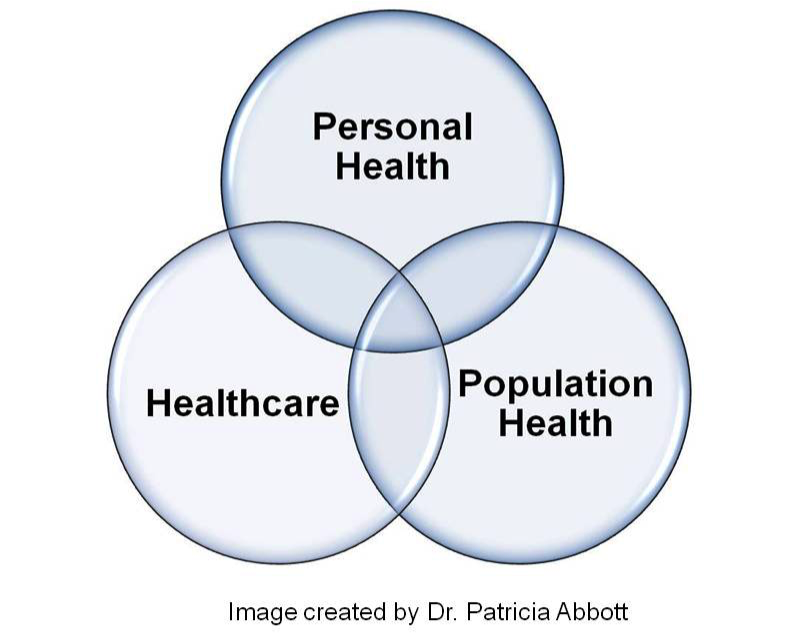 Personal
Health
Healthcare
Population
Health
Image created by Dr. Patricia Abbott